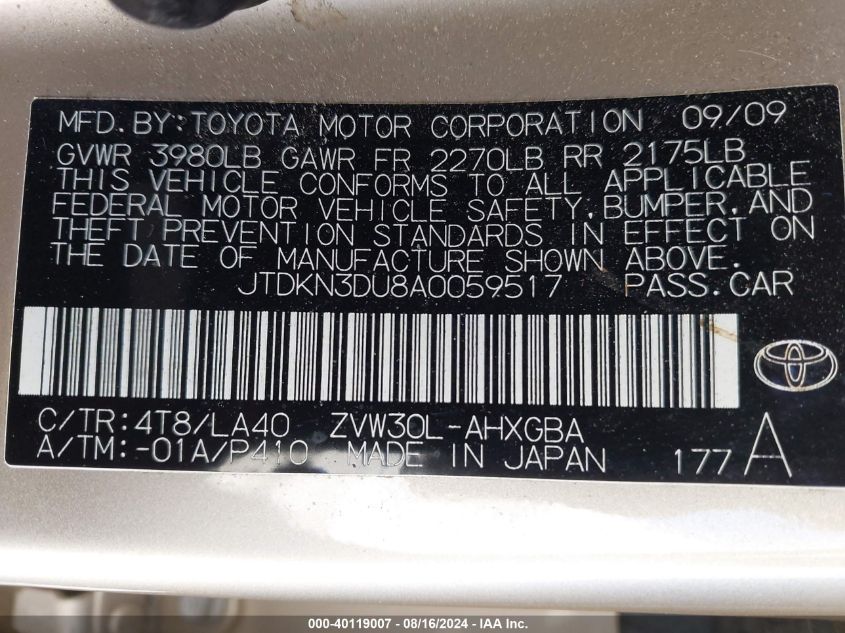 MFD.BY:TOYOTA MOTOR CORPORATION 09/09
GVWR 3980LB GAWR FR 2270LB RR 2175LB
THIS VEHICLE CONFORMS TO ALL APPLICABLE
FEDERAL MOTOR VEHICLE SAFETY,BUMPER,AND
THEFT PREVENTION STANDARDS IN EFFECT ON
THE DATE OF MANUFACTURE SHOWN ABOVE.
JTDKN3DU8A0059517 PASS.CAR
C/TR:4T8/LA40 ZVW30L-AHXGBA
A/TM:-01A/P410 MADE IN JAPAN 177 A
000-40119007 - 08/16/2024 - IAA Inc.